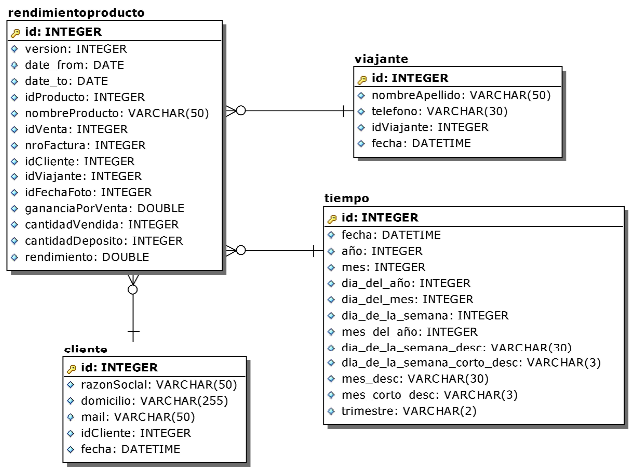 rendimientoproducto
id: INTEGER
version: INTEGER
date_from: DATE
date_to: DATE
idProducto: INTEGER
nombreProducto: VARCHAR(50)
idVenta: INTEGER
nroFactura: INTEGER
idCliente: INTEGER
idViajante: INTEGER
idFechaFoto: INTEGER
gananciaPorVenta: DOUBLE
cantidadVendida: INTEGER
cantidadDeposito: INTEGER
rendimiento: DOUBLE
viajante
id: INTEGER
nombreApellido: VARCHAR(50)
telefono: VARCHAR(30)
idViajante: INTEGER
fecha: DATETIME
tiempo
id: INTEGER
fecha: DATETIME
año: INTEGER
mes: INTEGER
dia_del_año: INTEGER
dia_del_mes: INTEGER
dia_de_la_semana: INTEGER
mes_del_año: INTEGER
dia_de_la_semana_desc: VARCHAR(30)
dia_de_la_semana_corto_desc: VARCHAR(3)
mes_desc: VARCHAR(30)
mes_corto_desc: VARCHAR(3)
trimestre: VARCHAR(2)
cliente
id: INTEGER
razonSocial: VARCHAR(50)
domicilio: VARCHAR(255)
mail: VARCHAR(50)
idCliente: INTEGER
fecha: DATETIME